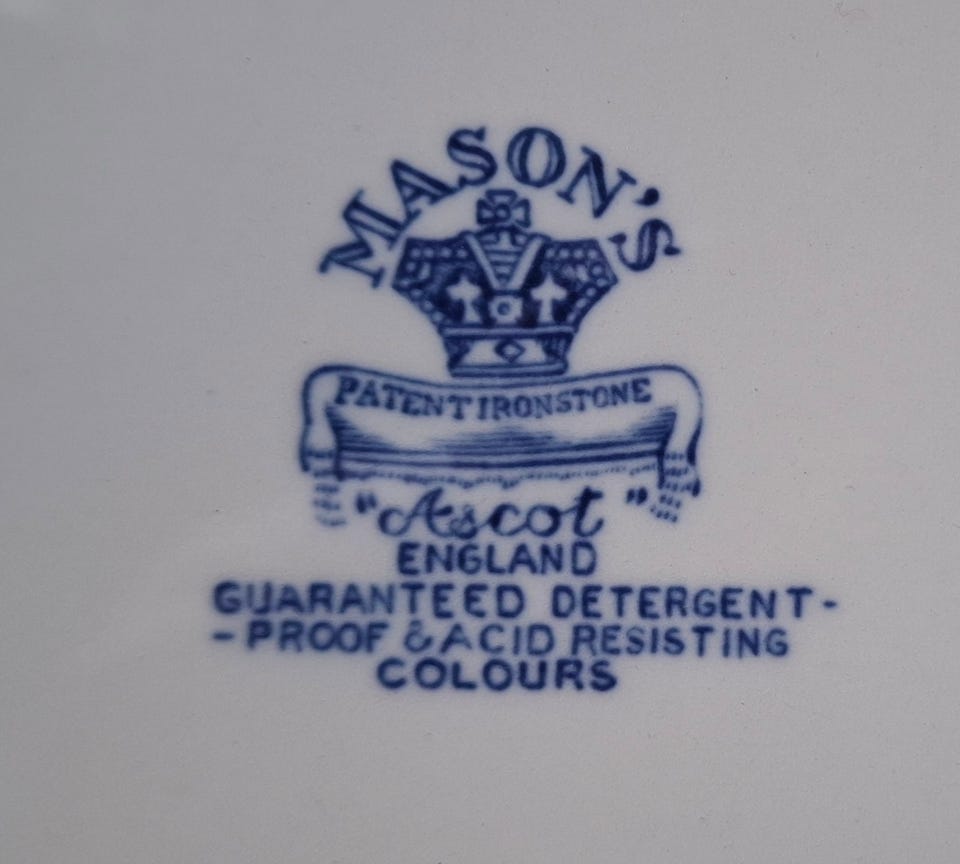 MASON'S
PATENT IRONSTONE
"Ascot"
ENGLAND
GUARANTEED DETERGENT-
-PROOF & ACID RESISTING
COLOURS